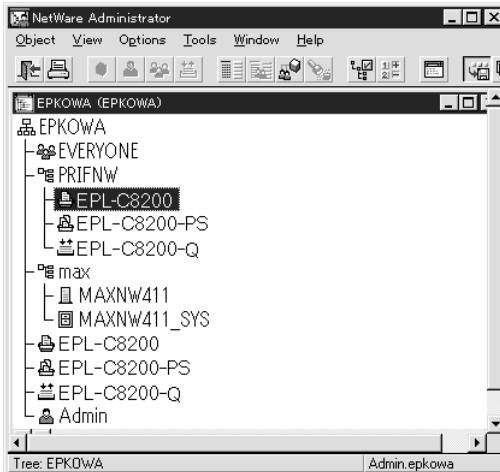 NetWare Administrator
Object View Options Tools Window Help
EPKOWA (EPKOWA)
EPKOWA
EVERYONE
PRIFNW
EPL-C8200
EPL-C8200-PS
EPL-C8200-Q
max
MAXNW411
MAXNW411_SYS
EPL-C8200
EPL-C8200-PS
EPL-C8200-Q
Admin
Tree: EPKOWA Admin.epkowa